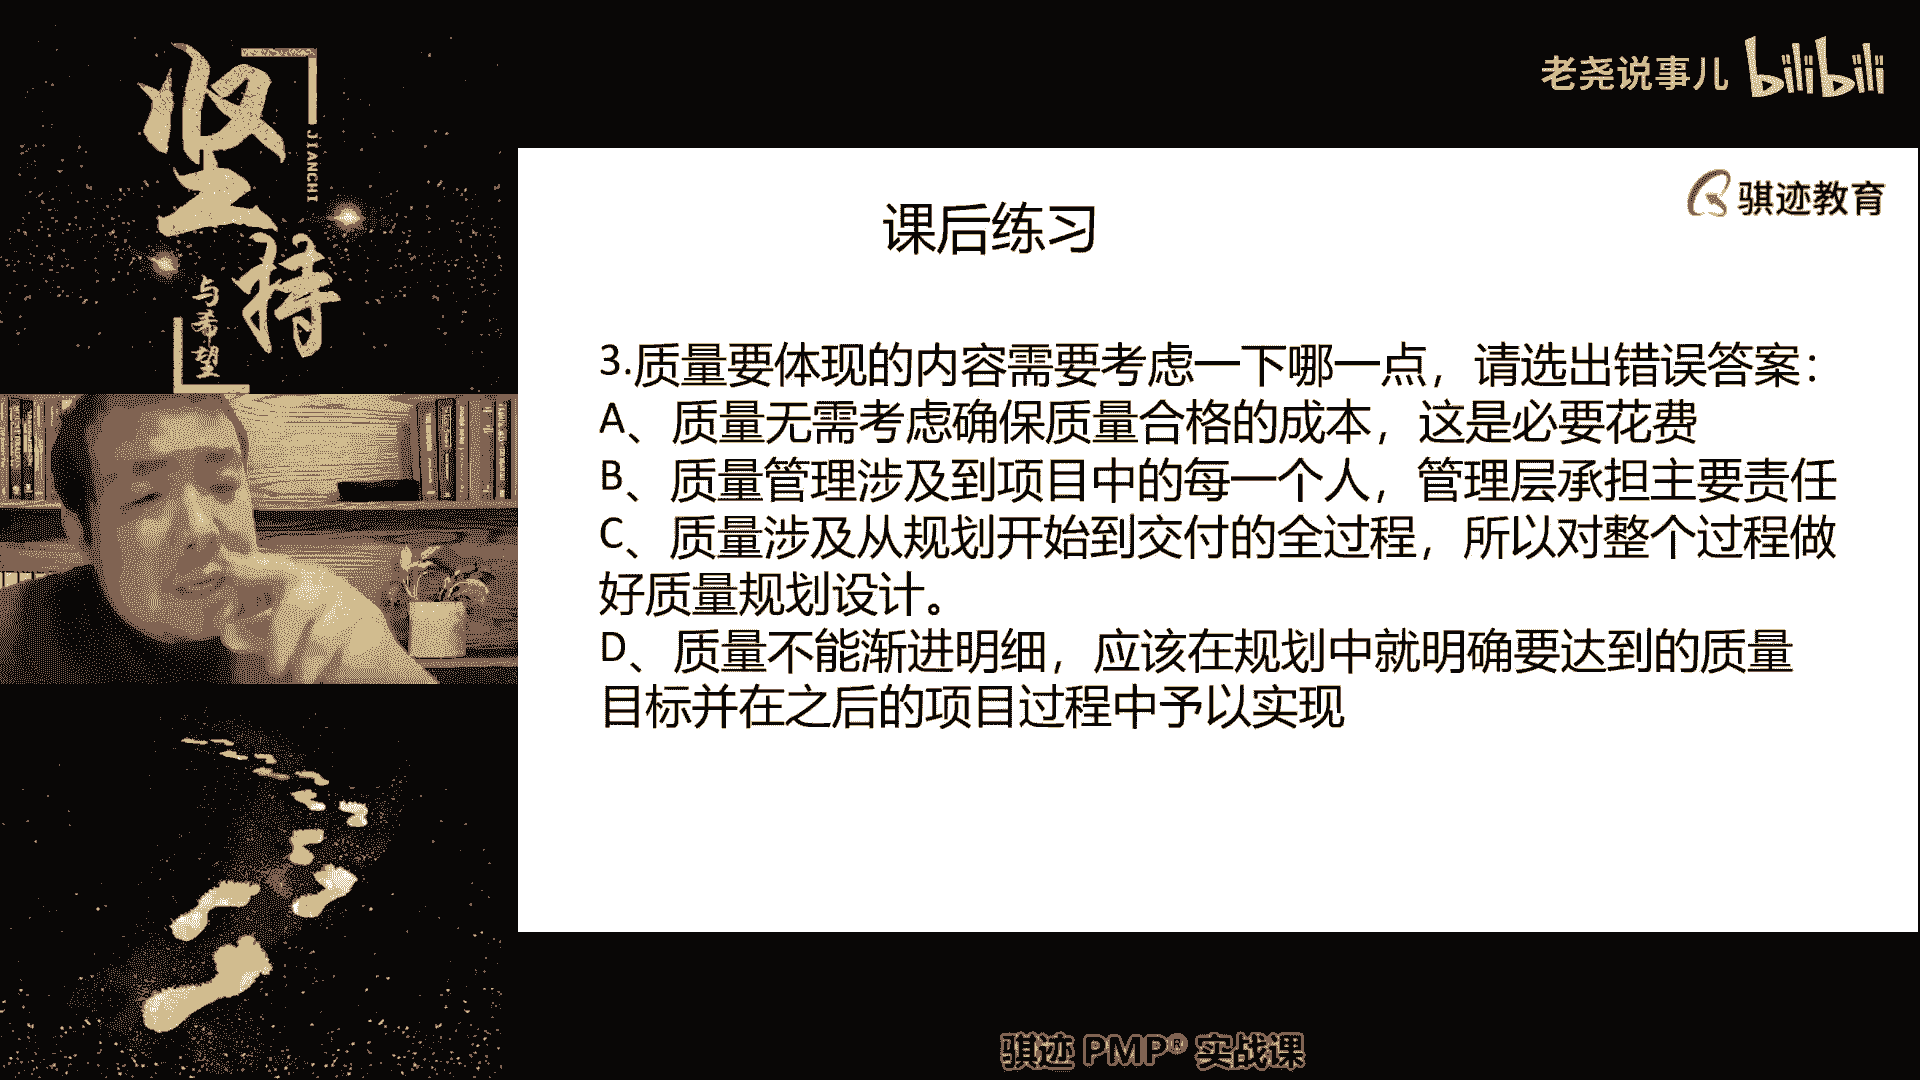 坚持
JIANCHI
与希望
老尧说事儿 bilibili
骐迹教育
课后练习
3.质量要体现的内容需要考虑一下哪一点，请选出错误答案：
A、质量无需考虑确保质量合格的成本，这是必要花费
B、质量管理涉及到项目中的每一个人，管理层承担主要责任
C、质量涉及从规划开始到交付的全过程，所以对整个过程做
好质量规划设计。
D、质量不能渐进明细，应该在规划中就明确要达到的质量
目标并在之后的项目过程中予以实现
骐迹 PMP® 实战课